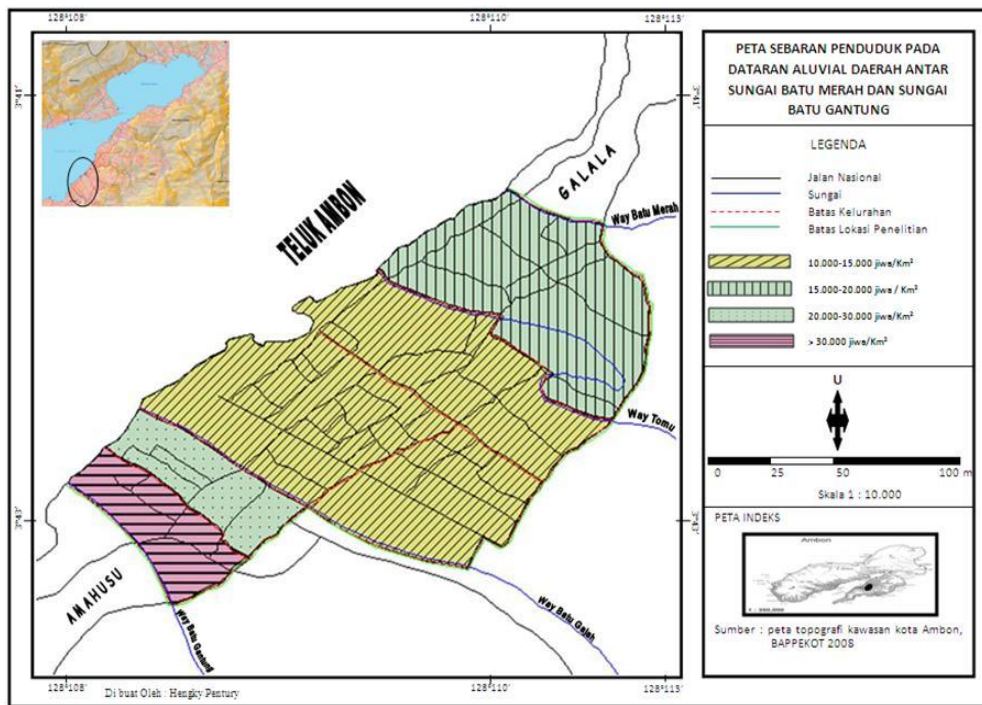 128°108'
128°110'
128°113'
3°41'
3°41'
PETA SEBARAN PENDUDUK PADA
DATARAN ALUVIAL DAERAH ANTAR
SUNGAI BATU MERAH DAN SUNGAI
BATU GANTUNG
LEGENDA
Jalan Nasional
Sungai
Batas Kelurahan
Batas Lokasi Penelitian
10.000-15.000 jiwa/Km²
15.000-20.000 jiwa / Km²
20.000-30.000 jiwa/Km²
> 30.000 jiwa/Km²
GALALA
Way Batu Merah
TELUK AMBON
Way Tomu
U
0 25 50 100 m
Skala 1 : 10.000
3°43'
3°43'
PETA INDEKS
Ambon
Sumber : peta topografi kawasan kota Ambon,
BAPPEKOT 2008
AMAHUSU
Way Batu Gantung
Way Batu Gajah
Di buat Oleh : Hengky Pentury
128°108'
128°110'
128°113'